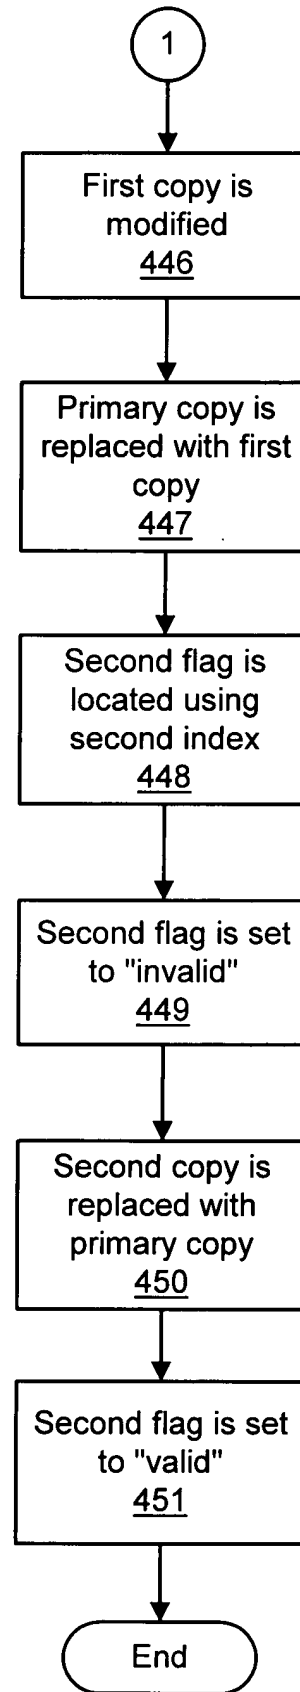 1
First copy is
modified
446
Primary copy is
replaced with first
copy
447
Second flag is
located using
second index
448
Second flag is set
to "invalid"
449
Second copy is
replaced with
primary copy
450
Second flag is set
to "valid"
451
End